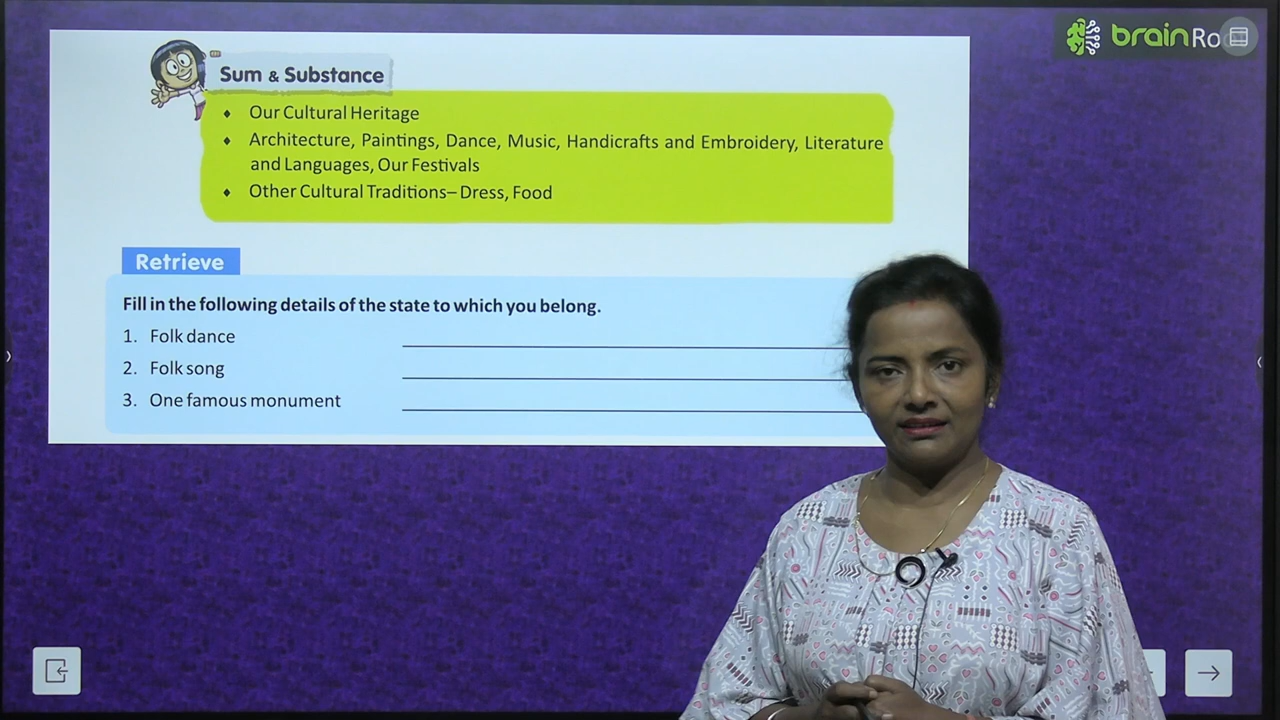 brain Ro
Sum & Substance
♦ Our Cultural Heritage
♦ Architecture, Paintings, Dance, Music, Handicrafts and Embroidery, Literature
and Languages, Our Festivals
♦ Other Cultural Traditions– Dress, Food
Retrieve
Fill in the following details of the state to which you belong.
1. Folk dance
2. Folk song
3. One famous monument